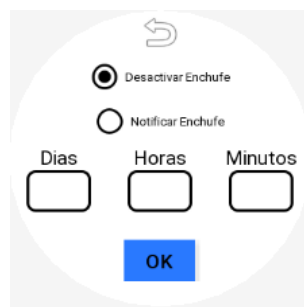 Desactivar Enchufe
Notificar Enchufe
Dias Horas Minutos
OK